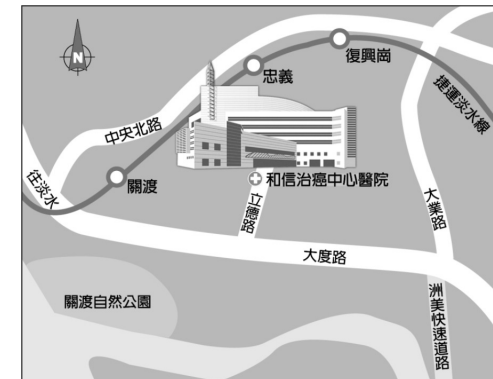 N
復興崗
忠義
捷運淡水線
中央北路
往淡水
關渡
和信治癌中心醫院
立德路
大業路
大度路
關渡自然公園
洲美快速道路